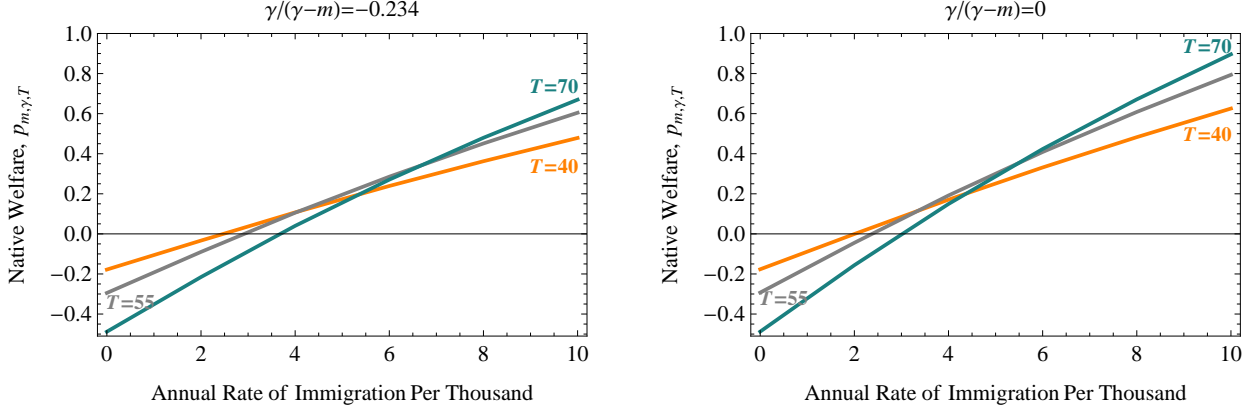 γ/(γ−m)=−0.234
1.0
0.8
0.6
0.4
0.2
0.0
−0.2
−0.4
Native Welfare, pm,γ,T
T=70
T=40
T=55
0 2 4 6 8 10
Annual Rate of Immigration Per Thousand
γ/(γ−m)=0
1.0
0.8
0.6
0.4
0.2
0.0
−0.2
−0.4
Native Welfare, pm,γ,T
T=70
T=40
T=55
0 2 4 6 8 10
Annual Rate of Immigration Per Thousand